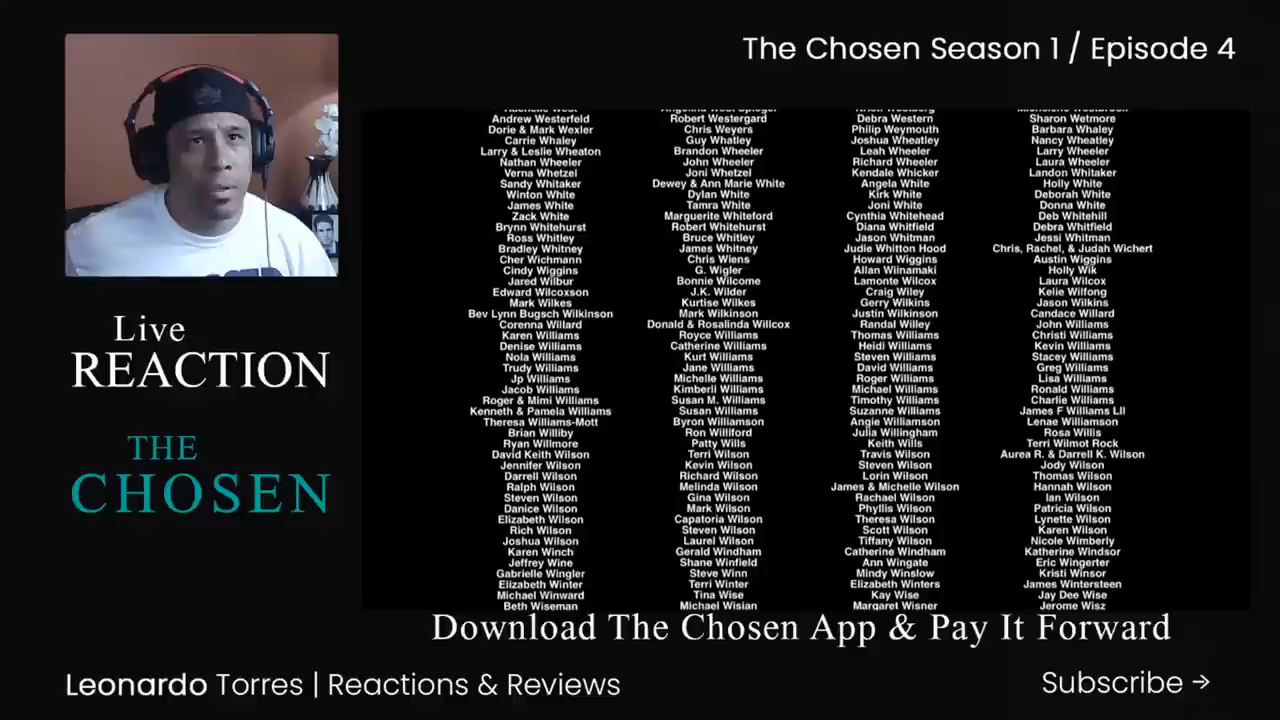 The Chosen Season 1 / Episode 4
Andrew Westerfeld Robert Westergard Debra Western Sharon Wetmore
Dorie & Mark Wexler Chris Weyers Philip Weymouth Barbara Whaley
Carrie Whaley Guy Whatley Joshua Wheatley Nancy Wheatley
Larry & Leslie Wheaton Brandon Wheeler Leah Wheeler Larry Wheeler
Nathan Wheeler John Wheeler Richard Wheeler Laura Wheeler
Verna Whetzel Joni Whetzel Kendale Whicker Landon Whitaker
Sandy Whitaker Dewey & Ann Marie White Angela White Holly White
Winton White Dylan White Kirk White Deborah White
James White Tamra White Joni White Donna White
Zack White Marguerite Whiteford Cynthia Whitehead Deb Whitehill
Brynn Whitehurst Robert Whitehurst Diana Whitfield Debra Whitfield
Ross Whitley Bruce Whitley Jason Whitman Jessi Whitman
Bradley Whitney James Whitney Judie Whitton Hood Chris, Rachel, & Judah Wichert
Cher Wichmann Chris Wiens Howard Wiggins Austin Wiggins
Cindy Wiggins G. Wigler Allan Wiinamaki Holly Wik
Jared Wilbur Bonnie Wilcome Lamonte Wilcox Laura Wilcox
Edward Wilcoxson J.K. Wilder Craig Wiley Kelie Wilfong
Mark Wilkes Kurtise Wilkes Gerry Wilkins Jason Wilkins
Bev Lynn Bugsch Wilkinson Mark Wilkinson Justin Wilkinson Candace Willard
Corenna Willard Donald & Rosalinda Willcox Randal Willey John Williams
Karen Williams Royce Williams Thomas Williams Christi Williams
Denise Williams Catherine Williams Heidi Williams Kevin Williams
Nola Williams Kurt Williams Steven Williams Stacey Williams
Trudy Williams Jane Williams David Williams Greg Williams
Jp Williams Michelle Williams Roger Williams Lisa Williams
Jacob Williams Kimberli Williams Michael Williams Ronald Williams
Roger & Mimi Williams Susan M. Williams Timothy Williams Charlie Williams
Kenneth & Pamela Williams Susan Williams Suzanne Williams James F Williams LII
Theresa Williams-Mott Byron Williamson Angie Williamson Lenae Williamson
Brian Williby Ron Williford Julia Willingham Rosa Willis
Ryan Willmore Patty Wills Keith Wills Terri Wilmot Rock
David Keith Wilson Terri Wilson Travis Wilson Aurea R. & Darrell K. Wilson
Jennifer Wilson Kevin Wilson Steven Wilson Jody Wilson
Darrell Wilson Richard Wilson Lorin Wilson Thomas Wilson
Ralph Wilson Melinda Wilson James & Michelle Wilson Hannah Wilson
Steven Wilson Gina Wilson Rachael Wilson Ian Wilson
Danice Wilson Mark Wilson Phyllis Wilson Patricia Wilson
Elizabeth Wilson Capatoria Wilson Theresa Wilson Lynette Wilson
Rich Wilson Steven Wilson Scott Wilson Karen Wilson
Joshua Wilson Laurel Wilson Tiffany Wilson Nicole Wimberly
Karen Winch Gerald Windham Catherine Windham Katherine Windsor
Jeffrey Wine Shane Winfield Ann Wingate Eric Wingerter
Gabrielle Wingler Steve Winn Mindy Winslow Kristi Winsor
Elizabeth Winter Terri Winter Elizabeth Winters James Wintersteen
Michael Winward Tina Wise Kay Wise Jay Dee Wise
Beth Wiseman Michael Wisian Margaret Wisner Jerome Wisz
Live
REACTION
THE
CHOSEN
Download The Chosen App & Pay It Forward
Leonardo Torres | Reactions & Reviews
Subscribe →